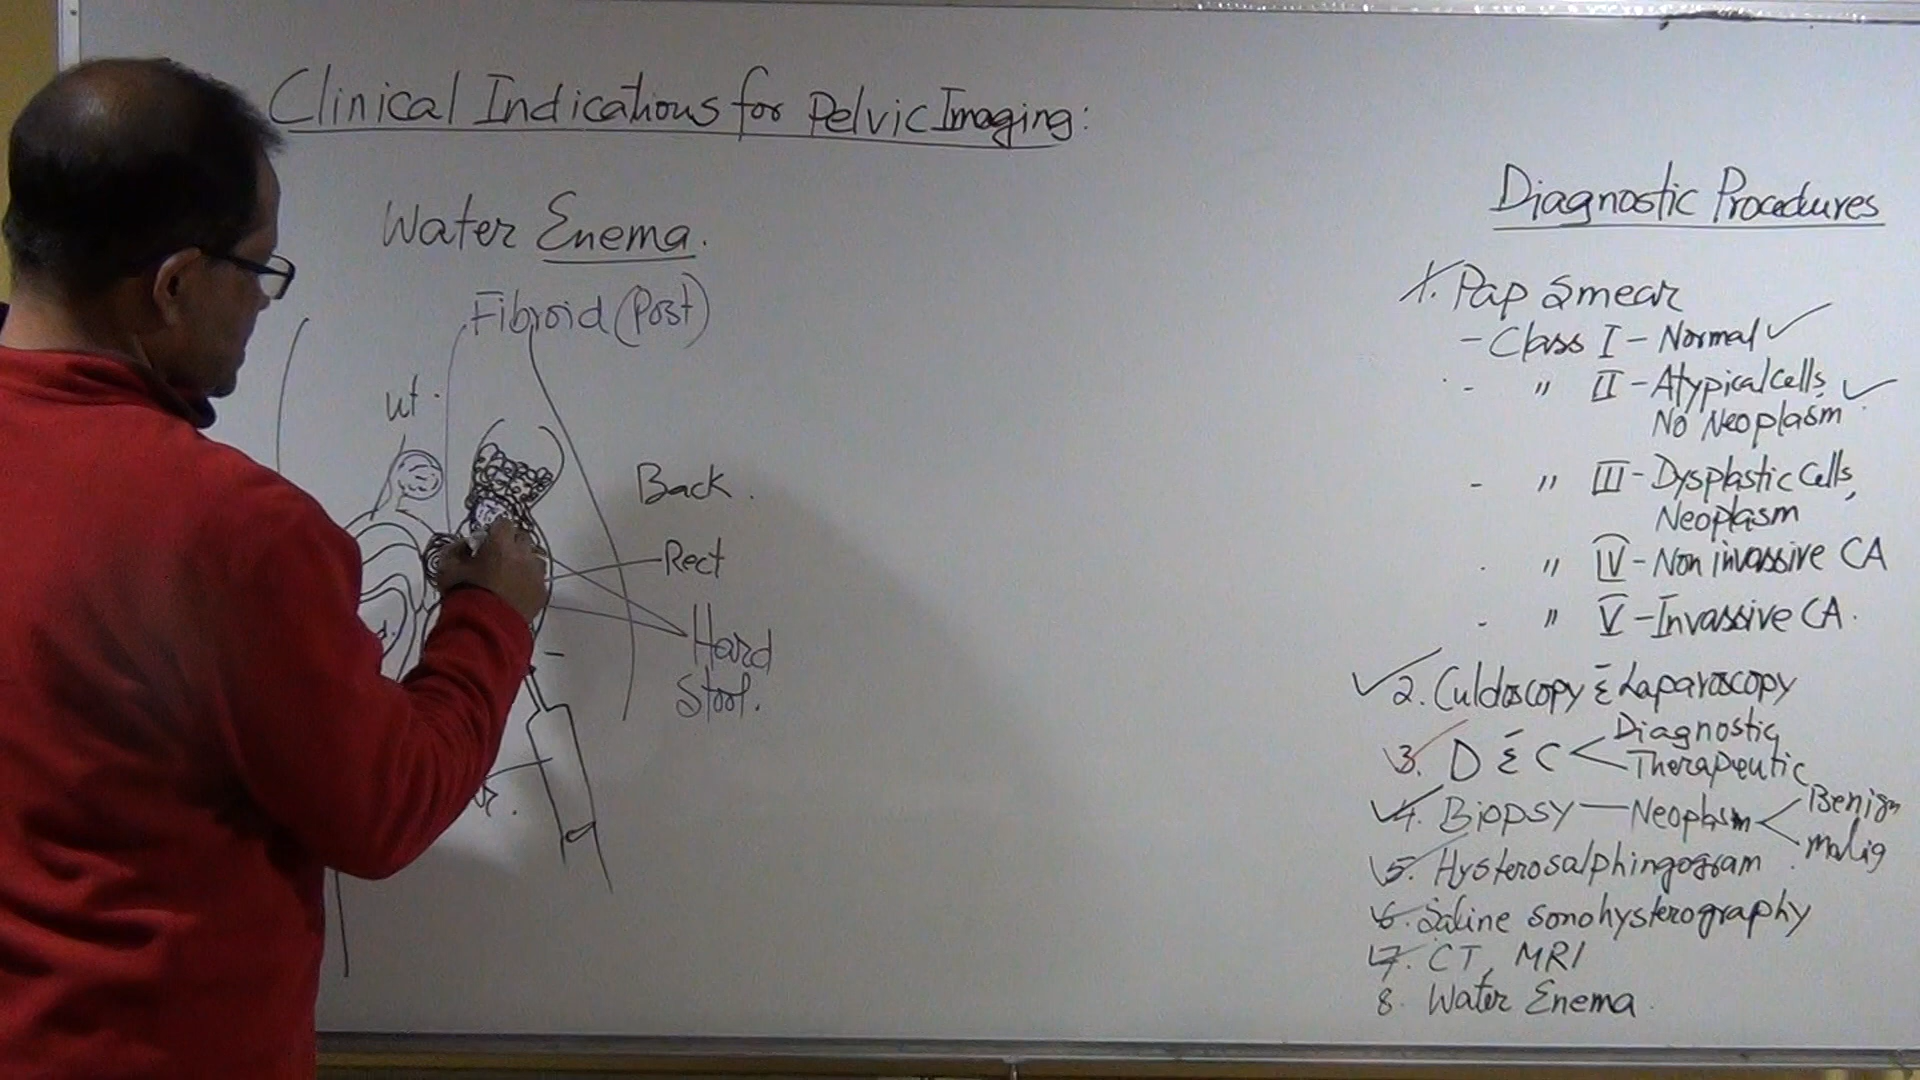 Clinical Indications for Pelvic Imaging:
Water Enema.
Fibroid (Post)
ut.
Back.
Rect
Hard
Stool.
Diagnostic Procedures
1. Pap Smear
- Class I - Normal ✓
- " II - Atypical Cells, ✓
No Neoplasm
- " III - Dysplastic Cells,
Neoplasm
" IV - Non invassive CA
- " V - Invassive CA.
✓ 2. Culdoscopy & Laparoscopy
✓ 3. D & C < Diagnostic
Therapeutic
✓ 4. Biopsy — Neoplasm < Benign
malig
✓ 5. Hysterosalphingogram
✓ 6. Saline sonohysterography
✓ 7. CT, MRI
8. Water Enema.